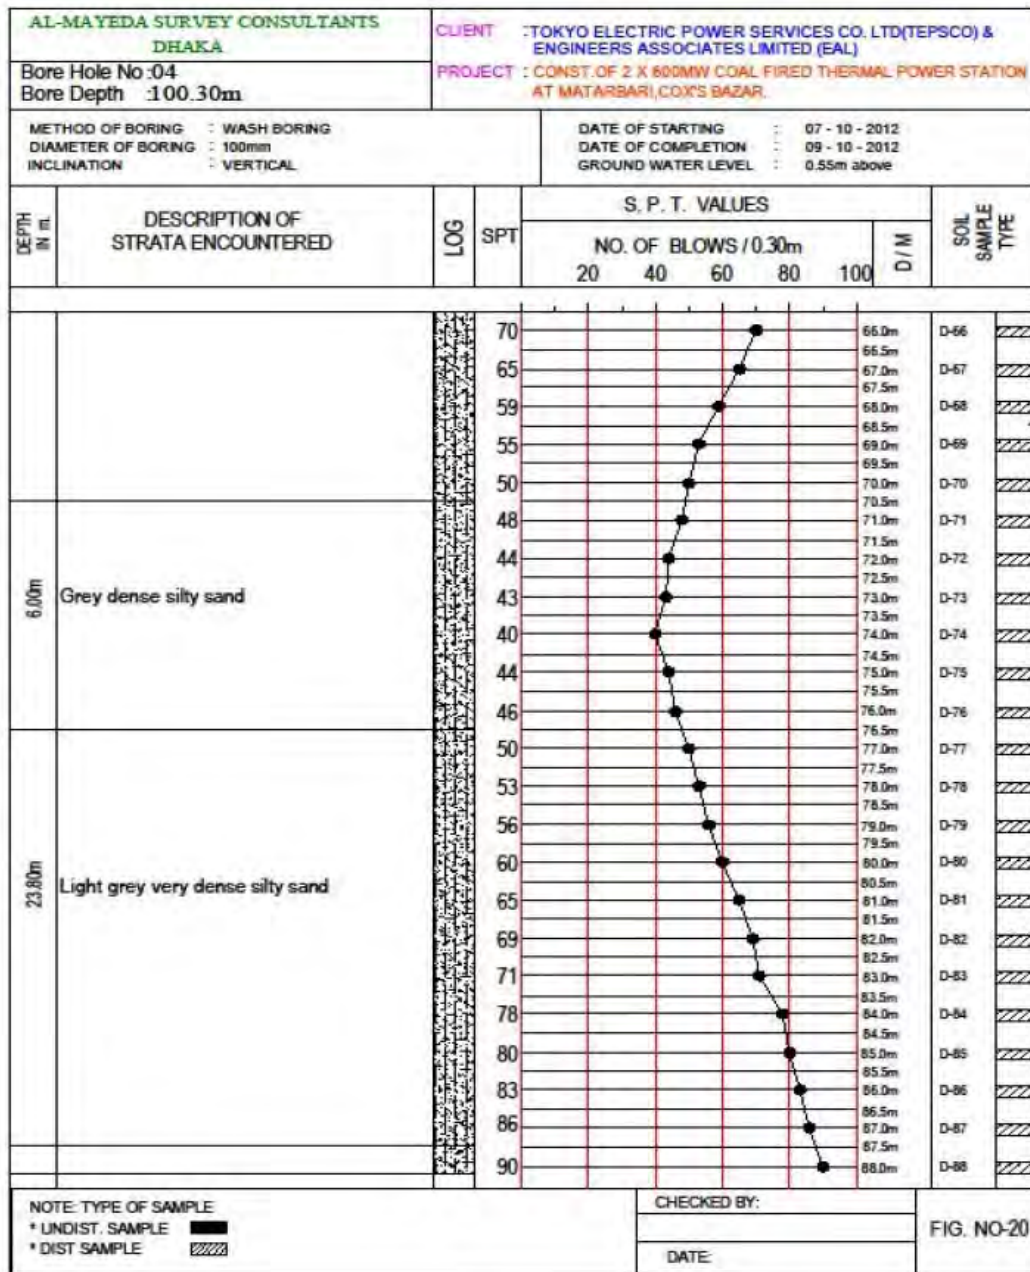 AL-MAYEDA SURVEY CONSULTANTS
DHAKA
Bore Hole No :04
Bore Depth :100.30m
CLIENT :TOKYO ELECTRIC POWER SERVICES CO. LTD(TEPSCO) &
ENGINEERS ASSOCIATES LIMITED (EAL)
PROJECT : CONST.OF 2 X 600MW COAL FIRED THERMAL POWER STATION
AT MATARBARI,COX'S BAZAR.
METHOD OF BORING : WASH BORING
DIAMETER OF BORING : 100mm
INCLINATION : VERTICAL
DATE OF STARTING : 07 - 10 - 2012
DATE OF COMPLETION : 09 - 10 - 2012
GROUND WATER LEVEL : 0.55m above
DEPTH
IN m.
DESCRIPTION OF
STRATA ENCOUNTERED
LOG
SPT
S. P. T. VALUES
NO. OF BLOWS / 0.30m
20 40 60 80 100
D / M
SOIL
SAMPLE
TYPE
70 66.0m D-66
66.5m
65 67.0m D-67
67.5m
59 68.0m D-68
68.5m
55 69.0m D-69
69.5m
50 70.0m D-70
70.5m
48 71.0m D-71
71.5m
44 72.0m D-72
72.5m
6.00m Grey dense silty sand 43 73.0m D-73
73.5m
40 74.0m D-74
74.5m
44 75.0m D-75
75.5m
46 76.0m D-76
76.5m
50 77.0m D-77
77.5m
53 78.0m D-78
78.5m
56 79.0m D-79
79.5m
60 80.0m D-80
80.5m
23.80m Light grey very dense silty sand
65 81.0m D-81
81.5m
69 82.0m D-82
82.5m
71 83.0m D-83
83.5m
78 84.0m D-84
84.5m
80 85.0m D-85
85.5m
83 86.0m D-86
86.5m
86 87.0m D-87
87.5m
90 88.0m D-88
NOTE: TYPE OF SAMPLE
* UNDIST. SAMPLE
* DIST SAMPLE
CHECKED BY:
DATE:
FIG. NO-20